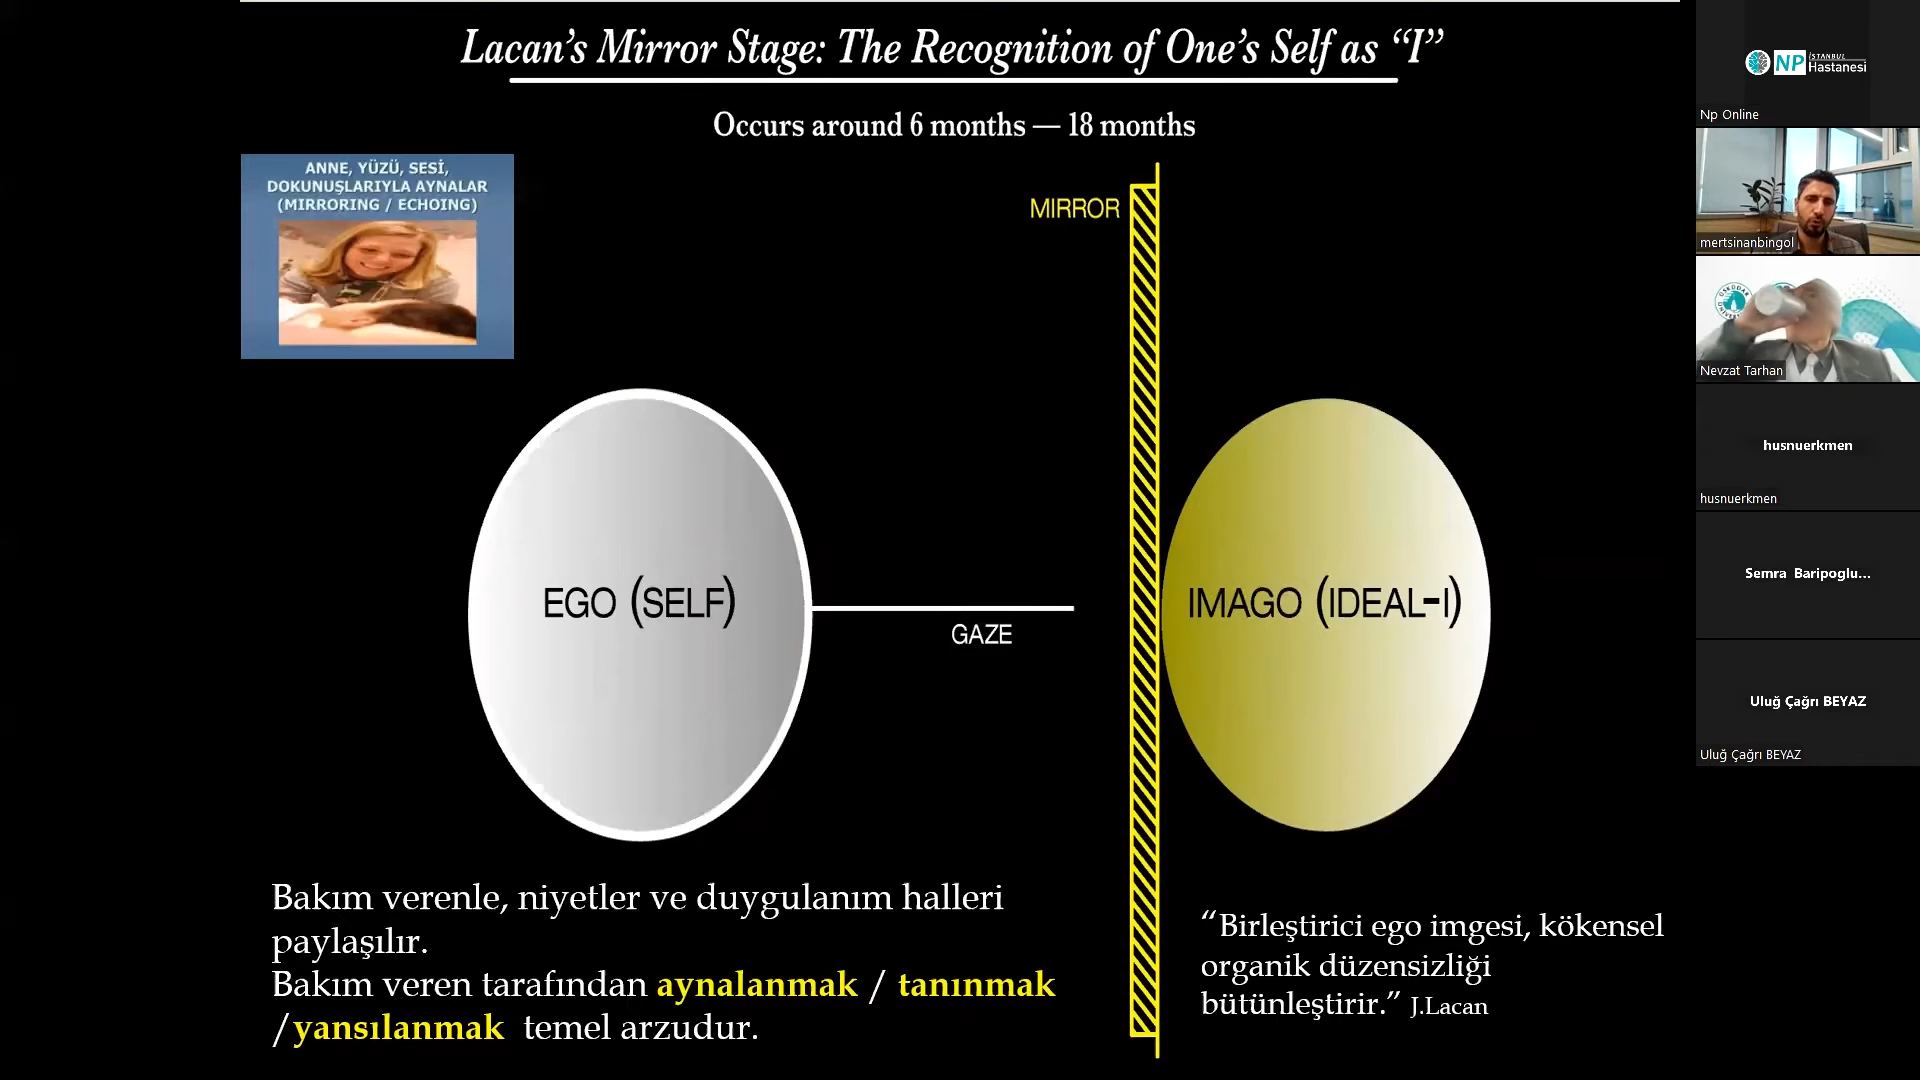 Lacan's Mirror Stage: The Recognition of One's Self as “I”
Occurs around 6 months — 18 months
ANNE, YÜZÜ, SESİ,
DOKUNUŞLARIYLA AYNALAR
(MIRRORING / ECHOING)
MIRROR
EGO (SELF)
GAZE
IMAGO (IDEAL-I)
Bakım verenle, niyetler ve duygulanım halleri
paylaşılır.
Bakım veren tarafından aynalanmak / tanınmak
/yansılanmak temel arzudur.
“Birleştirici ego imgesi, kökensel
organik düzensizliği
bütünleştirir.” J.Lacan
NP İSTANBUL
Hastanesi
Np Online
mertsinanbingol
ÜSKÜDAR
Nevzat Tarhan
husnuerkmen
husnuerkmen
Semra Baripoglu...
Uluğ Çağrı BEYAZ
Uluğ Çağrı BEYAZ